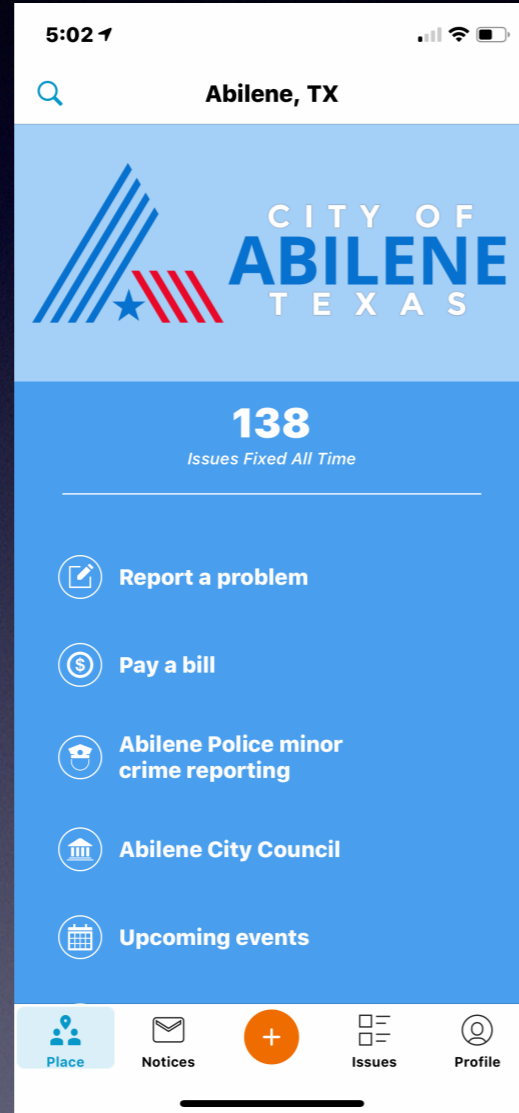 5:02
Abilene, TX
CITY OF
ABILENE
TEXAS
138
Issues Fixed All Time
Report a problem
Pay a bill
Abilene Police minor
crime reporting
Abilene City Council
Upcoming events
Place
Notices
Issues
Profile